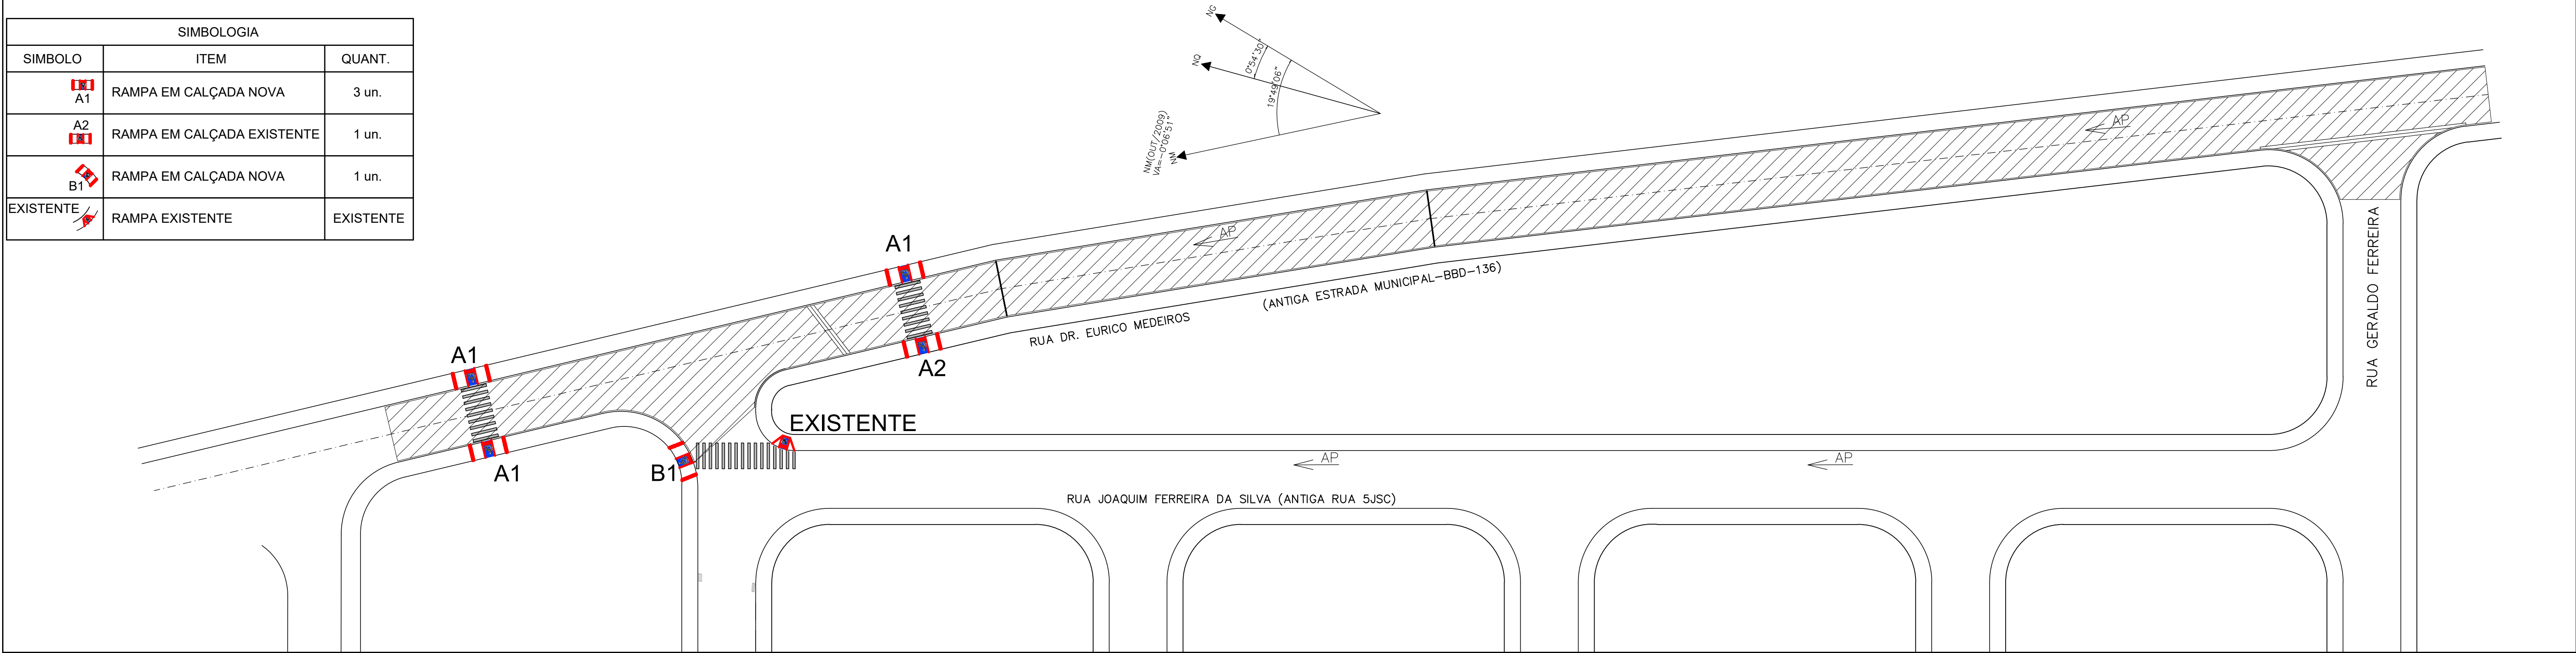 SIMBOLOGIA
SIMBOLO ITEM QUANT.
A1 RAMPA EM CALÇADA NOVA 3 un.
A2 RAMPA EM CALÇADA EXISTENTE 1 un.
B1 RAMPA EM CALÇADA NOVA 1 un.
EXISTENTE RAMPA EXISTENTE EXISTENTE
NG
NQ
0°54'30"
19°49'06"
NM(OUT/2009)
VA=-0°06'51"
NM
AP
AP
A1
(ANTIGA ESTRADA MUNICIPAL-BBD-136)
RUA DR. EURICO MEDEIROS
RUA GERALDO FERREIRA
A1
A2
EXISTENTE
A1
B1
AP
AP
RUA JOAQUIM FERREIRA DA SILVA (ANTIGA RUA 5JSC)